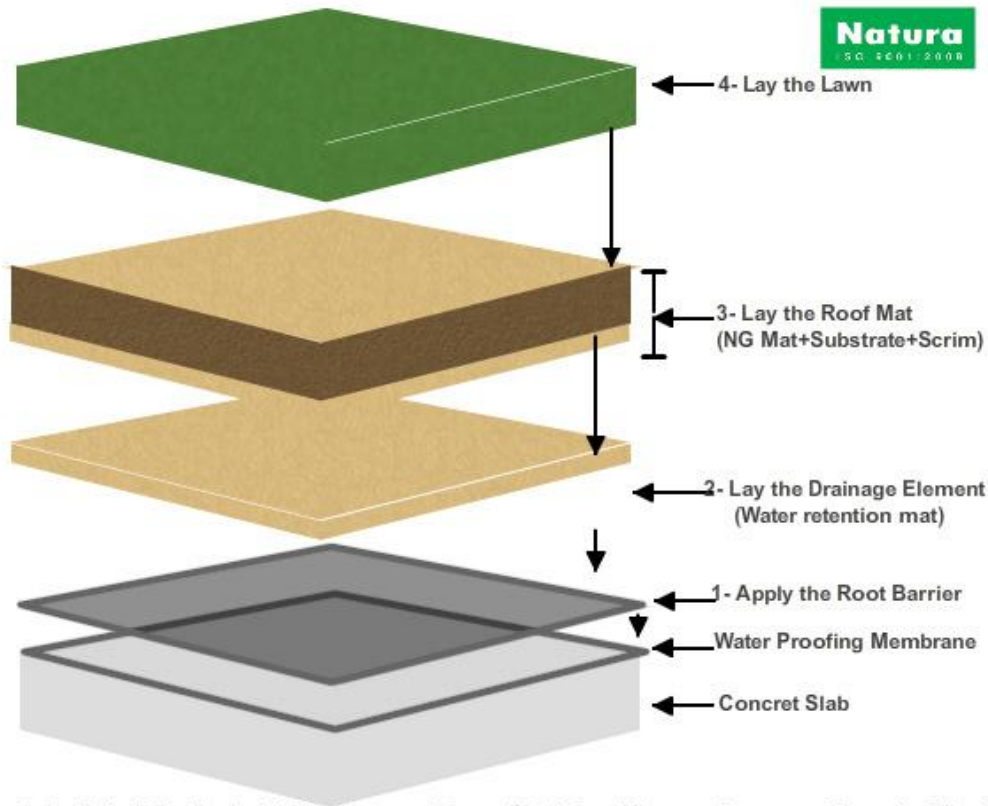 Natura
ISO 9001:2008
4- Lay the Lawn
3- Lay the Roof Mat
(NG Mat+Substrate+Scrim)
2- Lay the Drainage Element
(Water retention mat)
1- Apply the Root Barrier
Water Proofing Membrane
Concret Slab